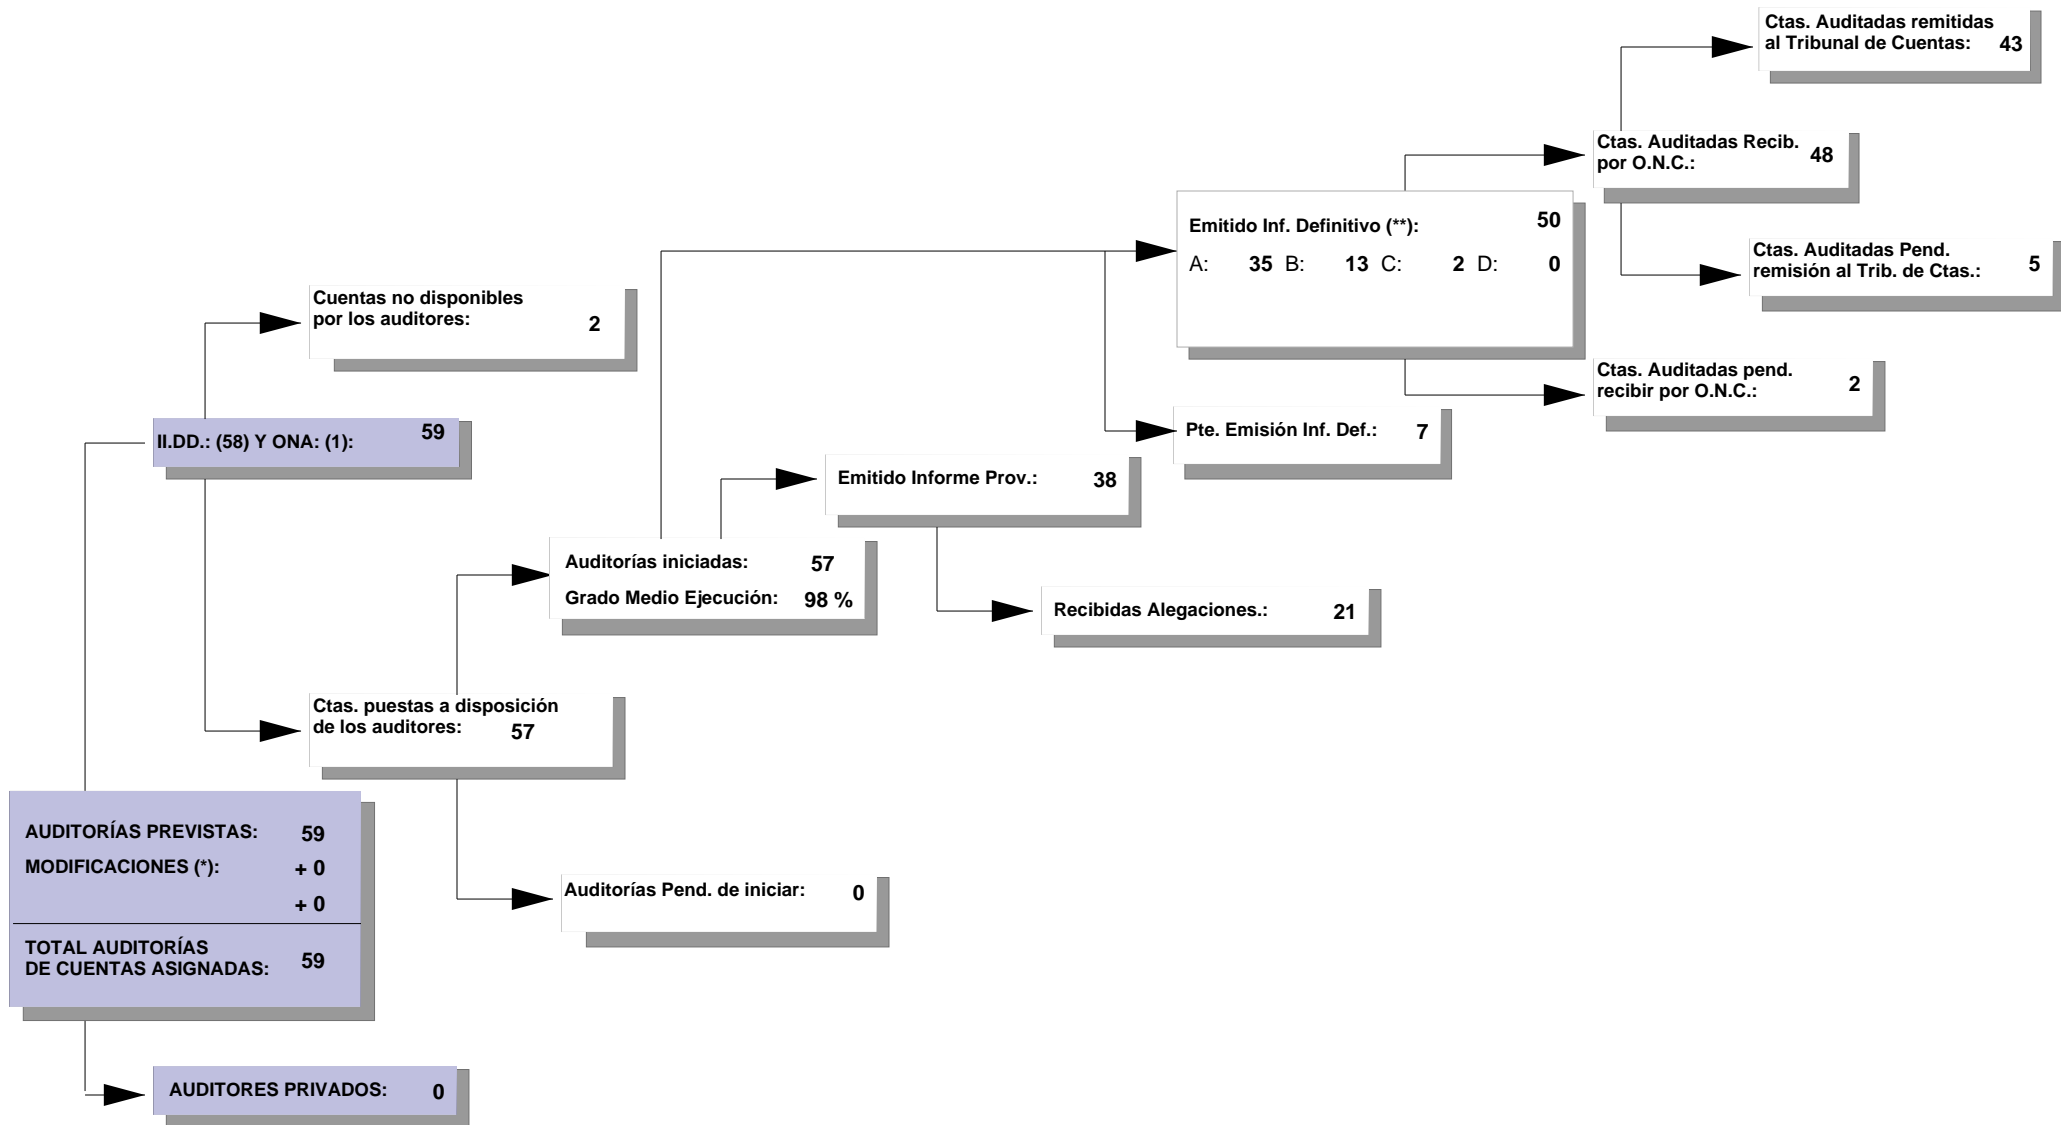 Ctas. Auditadas remitidas
al Tribunal de Cuentas: 43
Ctas. Auditadas Recib.
por O.N.C.: 48
Emitido Inf. Definitivo (**): 50
A: 35 B: 13 C: 2 D: 0
Ctas. Auditadas Pend.
remisión al Trib. de Ctas.: 5
Cuentas no disponibles
por los auditores: 2
Ctas. Auditadas pend.
recibir por O.N.C.: 2
II.DD.: (58) Y ONA: (1): 59
Pte. Emisión Inf. Def.: 7
Emitido Informe Prov.: 38
Auditorías iniciadas: 57
Grado Medio Ejecución: 98 %
Recibidas Alegaciones.: 21
Ctas. puestas a disposición
de los auditores: 57
AUDITORÍAS PREVISTAS: 59
MODIFICACIONES (*): + 0
+ 0
Auditorías Pend. de iniciar: 0
TOTAL AUDITORÍAS
DE CUENTAS ASIGNADAS: 59
AUDITORES PRIVADOS: 0